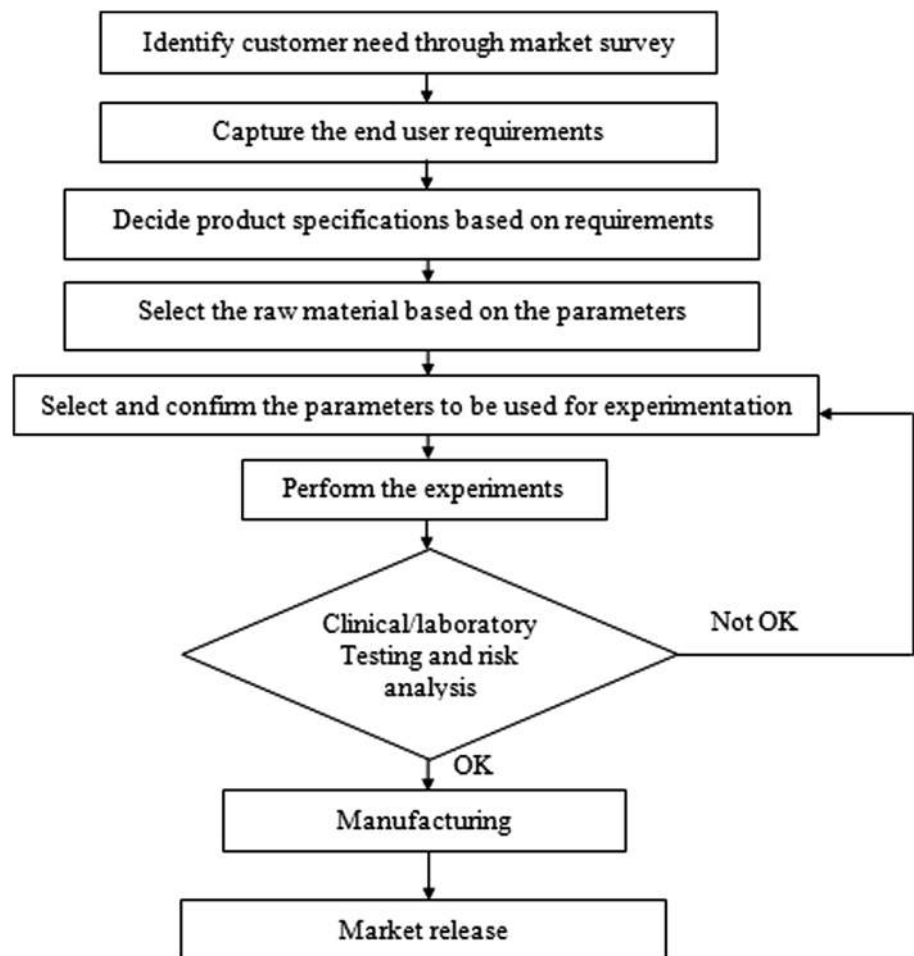 Identify customer need through market survey
Capture the end user requirements
Decide product specifications based on requirements
Select the raw material based on the parameters
Select and confirm the parameters to be used for experimentation
Perform the experiments
Clinical/laboratory
Testing and risk
analysis
Not OK
OK
Manufacturing
Market release